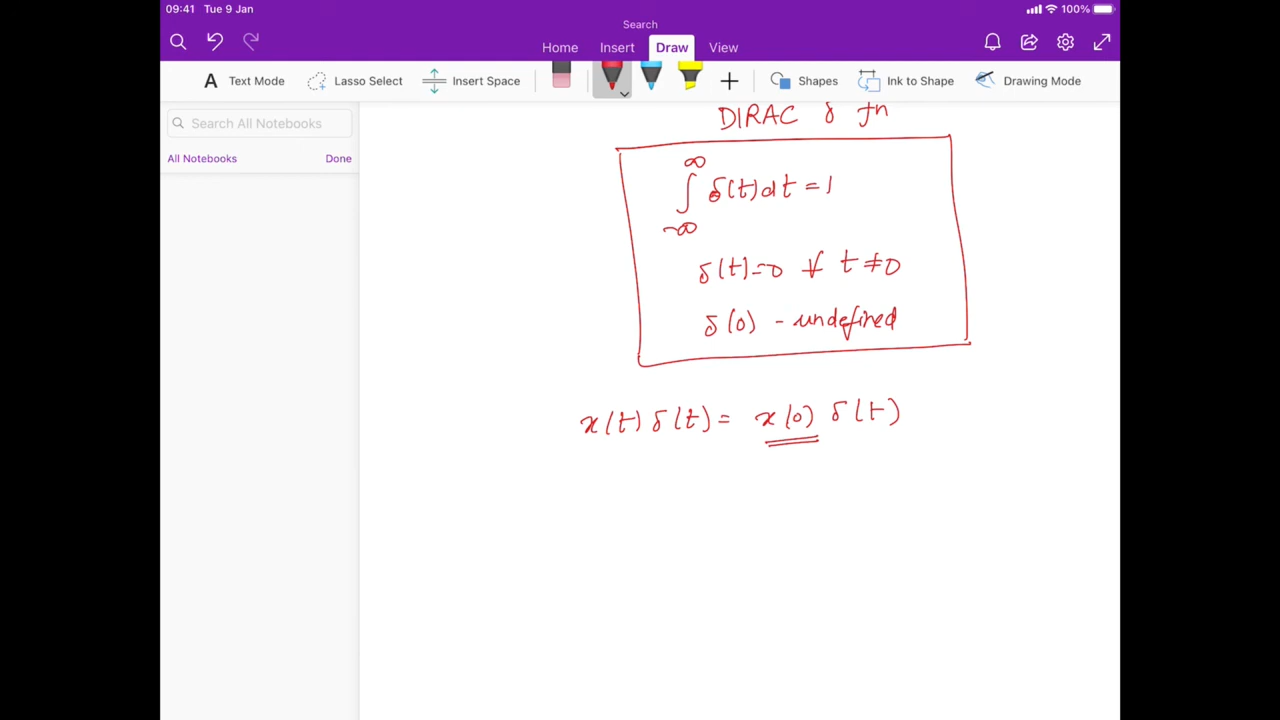 09:41 Tue 9 Jan
100%
Search
Home Insert Draw View
Text Mode Lasso Select Insert Space Shapes Ink to Shape Drawing Mode
Search All Notebooks
All Notebooks Done
DIRAC δ fn
∫_{-∞}^{∞} δ(t)dt = 1
δ(t)=0 ∀ t≠0
δ(0) - undefined
x(t) δ(t) = x(0) δ(t)